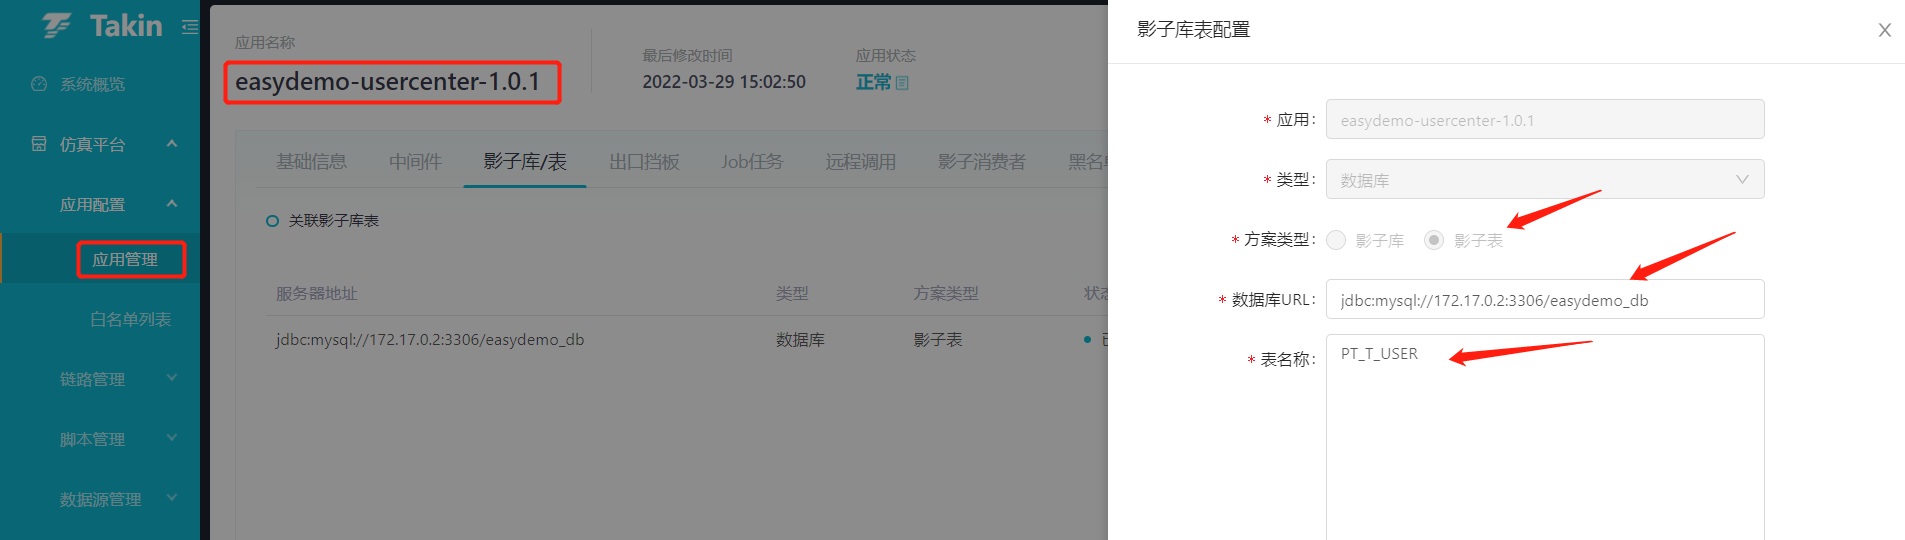 Takin
系统概览
仿真平台
应用配置
应用管理
白名单列表
链路管理
脚本管理
数据源管理
应用名称
easydemo-usercenter-1.0.1
最后修改时间
2022-03-29 15:02:50
应用状态
正常
基础信息 中间件 影子库/表 出口挡板 Job任务 远程调用 影子消费者 黑名
关联影子库表
服务器地址 类型 方案类型 状
jdbc:mysql://172.17.0.2:3306/easydemo_db 数据库 影子表
影子库表配置
* 应用: easydemo-usercenter-1.0.1
* 类型: 数据库
* 方案类型: 影子库 影子表
* 数据库URL: jdbc:mysql://172.17.0.2:3306/easydemo_db
* 表名称: PT_T_USER